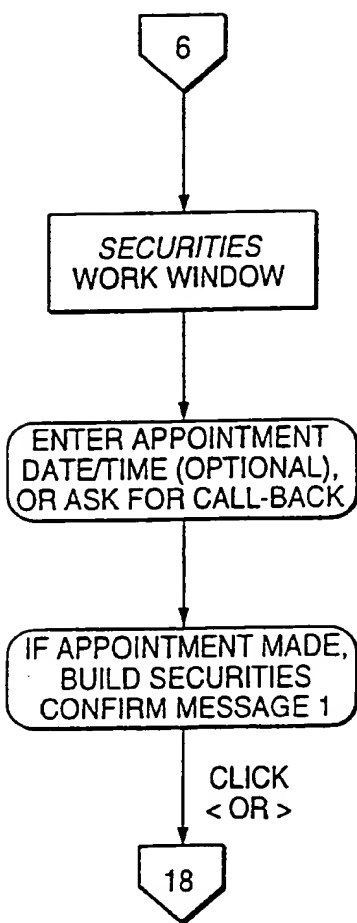 6
SECURITIES
WORK WINDOW
ENTER APPOINTMENT
DATE/TIME (OPTIONAL),
OR ASK FOR CALL-BACK
IF APPOINTMENT MADE,
BUILD SECURITIES
CONFIRM MESSAGE 1
CLICK
< OR >
18